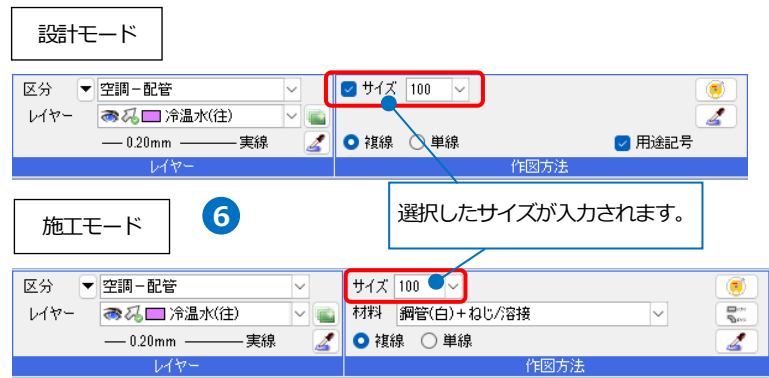 設計モード
区分 空調－配管 サイズ 100
レイヤー 冷温水(往)
0.20mm 実線 複線 単線 用途記号
レイヤー 作図方法
選択したサイズが入力されます。
施工モード 6
区分 空調－配管 サイズ 100
レイヤー 冷温水(往) 材料 鋼管(白)+ねじ/溶接
0.20mm 実線 複線 単線
レイヤー 作図方法